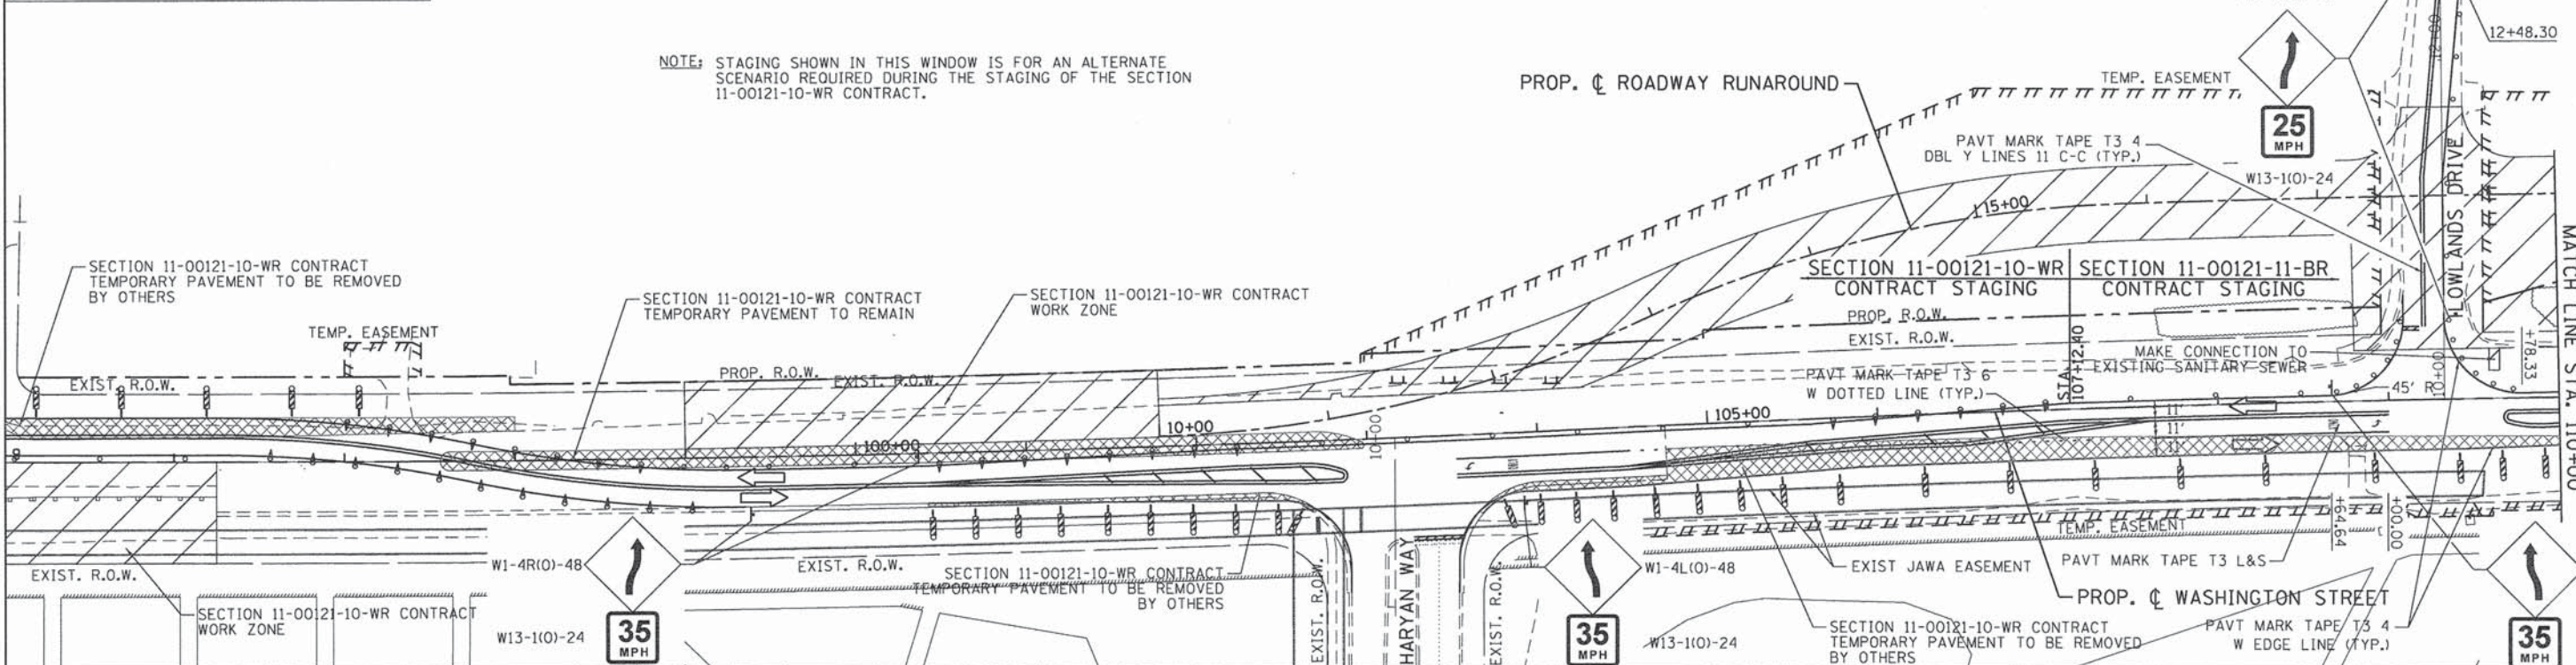 NOTE: STAGING SHOWN IN THIS WINDOW IS FOR AN ALTERNATE
SCENARIO REQUIRED DURING THE STAGING OF THE SECTION
11-00121-10-WR CONTRACT.
PROP. ℄ ROADWAY RUNAROUND
TEMP. EASEMENT
12+48.30
25
MPH
W13-1(O)-24
PAVT MARK TAPE T3 4
DBL Y LINES 11 C-C (TYP.)
15+00
LOWLANDS DRIVE
MATCH LINE STA. 110+00
SECTION 11-00121-10-WR CONTRACT
TEMPORARY PAVEMENT TO BE REMOVED
BY OTHERS
TEMP. EASEMENT
SECTION 11-00121-10-WR CONTRACT
TEMPORARY PAVEMENT TO REMAIN
SECTION 11-00121-10-WR CONTRACT
WORK ZONE
SECTION 11-00121-10-WR
CONTRACT STAGING
SECTION 11-00121-11-BR
CONTRACT STAGING
PROP. R.O.W.
EXIST. R.O.W.
STA. 107+12.40
MAKE CONNECTION TO
EXISTING SANITARY SEWER
+78.33
EXIST. R.O.W.
PROP. R.O.W.
EXIST. R.O.W.
PAVT MARK TAPE T3 6
W DOTTED LINE (TYP.)
45' R
10+00
100+00
10+00
10+00
105+00
11'
11'
EXIST. R.O.W.
SECTION 11-00121-10-WR CONTRACT
WORK ZONE
W1-4R(O)-48
W13-1(O)-24
35
MPH
EXIST. R.O.W.
SECTION 11-00121-10-WR CONTRACT
TEMPORARY PAVEMENT TO BE REMOVED
BY OTHERS
EXIST. R.O.W.
HARYAN WAY
EXIST. R.O.W.
W1-4L(O)-48
W13-1(O)-24
35
MPH
TEMP. EASEMENT
+64.64
+00.00
EXIST JAWA EASEMENT
PAVT MARK TAPE T3 L&S
PROP. ℄ WASHINGTON STREET
SECTION 11-00121-10-WR CONTRACT
TEMPORARY PAVEMENT TO BE REMOVED
BY OTHERS
PAVT MARK TAPE T3 4
W EDGE LINE (TYP.)
35
MPH